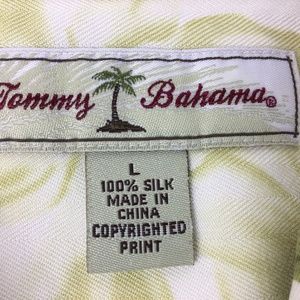 Tommy Bahama®
L
100% SILK
MADE IN
CHINA
COPYRIGHTED
PRINT